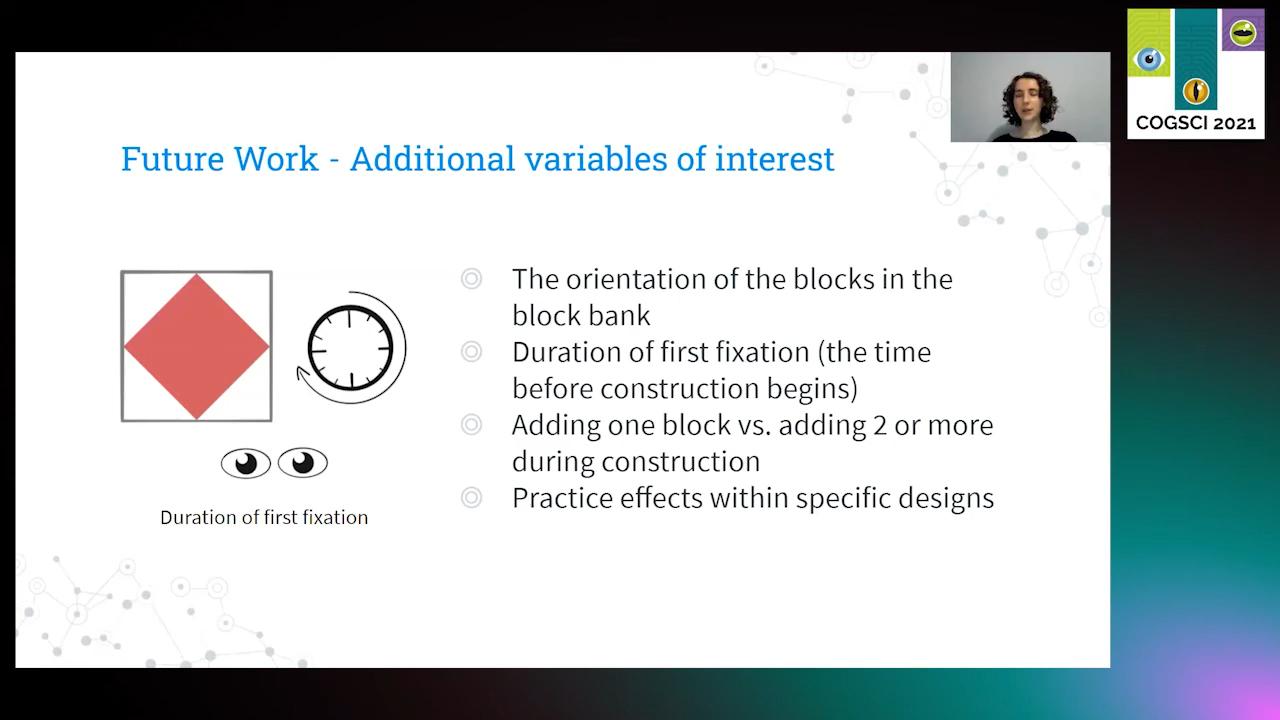 COGSCI 2021
Future Work - Additional variables of interest
The orientation of the blocks in the
block bank
Duration of first fixation (the time
before construction begins)
Adding one block vs. adding 2 or more
during construction
Practice effects within specific designs
Duration of first fixation